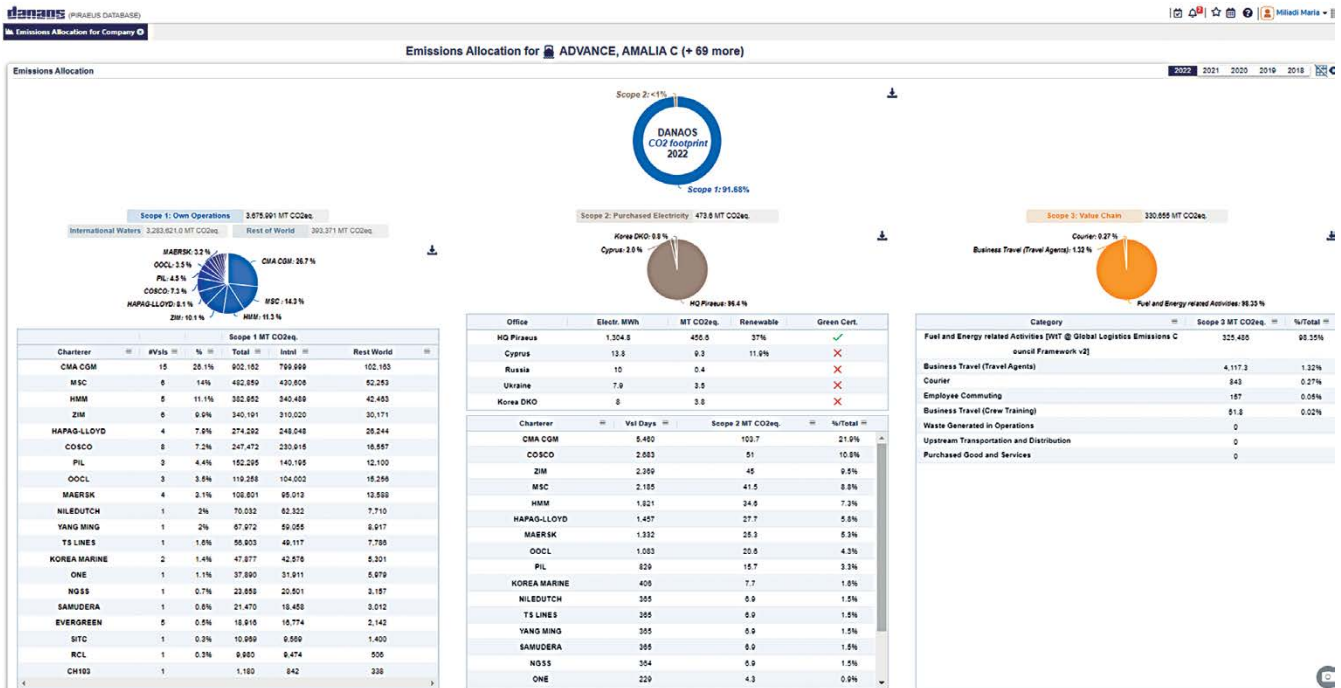 danaos (PIRAEUS DATABASE)
2
Miliadi Maria
Emissions Allocation for Company
Emissions Allocation for ADVANCE, AMALIA C (+ 69 more)
Emissions Allocation
2022 2021 2020 2019 2018
Scope 2: <1%
DANAOS
CO2 footprint
2022
Scope 1: 91.68%
Scope 1: Own Operations 3,675,991 MT CO2eq.
International Waters 3,283,621.0 MT CO2eq. Rest of World 393,371 MT CO2eq.
MAERSK: 3.2 %
OOCL: 3.5 %
PIL: 4.5 %
COSCO: 7.3 %
HAPAG-LLOYD: 8.1 %
ZIM: 10.1 %
HMM: 11.3 %
MSC: 14.3 %
CMA CGM: 26.7 %
Scope 1 MT CO2eq.
Charterer #Vsls % Total Intnl Rest World
CMA CGM 15 26.1% 902,162 799,999 102,163
MSC 6 14% 482,859 430,606 52,253
HMM 5 11.1% 382,952 340,489 42,463
ZIM 6 9.9% 340,191 310,020 30,171
HAPAG-LLOYD 4 7.9% 274,292 248,048 26,244
COSCO 8 7.2% 247,472 230,915 16,557
PIL 3 4.4% 152,295 140,195 12,100
OOCL 3 3.5% 119,258 104,002 15,256
MAERSK 4 3.1% 108,601 95,013 13,588
NILEDUTCH 1 2% 70,032 62,322 7,710
YANG MING 1 2% 67,972 59,055 8,917
TS LINES 1 1.6% 56,903 49,117 7,786
KOREA MARINE 2 1.4% 47,877 42,576 5,301
ONE 1 1.1% 37,890 31,911 5,979
NGSS 1 0.7% 23,658 20,501 3,157
SAMUDERA 1 0.6% 21,470 18,458 3,012
EVERGREEN 5 0.5% 18,916 16,774 2,142
SITC 1 0.3% 10,969 9,569 1,400
RCL 1 0.3% 9,980 9,474 506
CH103 1 1,180 842 338
Scope 2: Purchased Electricity 473.6 MT CO2eq.
Korea DKO: 0.8 %
Cyprus: 2.0 %
HQ Piraeus: 96.4 %
Office Electr. MWh MT CO2eq. Renewable Green Cert.
HQ Piraeus 1,304.8 456.6 37%
Cyprus 13.8 9.3 11.9%
Russia 10 0.4
Ukraine 7.9 3.5
Korea DKO 8 3.8
Charterer Vsl Days Scope 2 MT CO2eq. %/Total
CMA CGM 5,460 103.7 21.9%
COSCO 2,683 51 10.8%
ZIM 2,369 45 9.5%
MSC 2,185 41.5 8.8%
HMM 1,821 34.6 7.3%
HAPAG-LLOYD 1,457 27.7 5.8%
MAERSK 1,332 25.3 5.3%
OOCL 1,083 20.6 4.3%
PIL 829 15.7 3.3%
KOREA MARINE 406 7.7 1.6%
NILEDUTCH 365 6.9 1.5%
TS LINES 365 6.9 1.5%
YANG MING 365 6.9 1.5%
SAMUDERA 365 6.9 1.5%
NGSS 364 6.9 1.5%
ONE 229 4.3 0.9%
Scope 3: Value Chain 330,655 MT CO2eq.
Courier: 0.27 %
Business Travel (Travel Agents): 1.33 %
Fuel and Energy related Activities: 98.35 %
Category Scope 3 MT CO2eq. %/Total
Fuel and Energy related Activities [WtT @ Global Logistics Emissions C 325,486 98.35%
ouncil Framework v2]
Business Travel (Travel Agents) 4,117.3 1.32%
Courier 843 0.27%
Employee Commuting 157 0.05%
Business Travel (Crew Training) 51.8 0.02%
Waste Generated in Operations 0
Upstream Transportation and Distribution 0
Purchased Good and Services 0